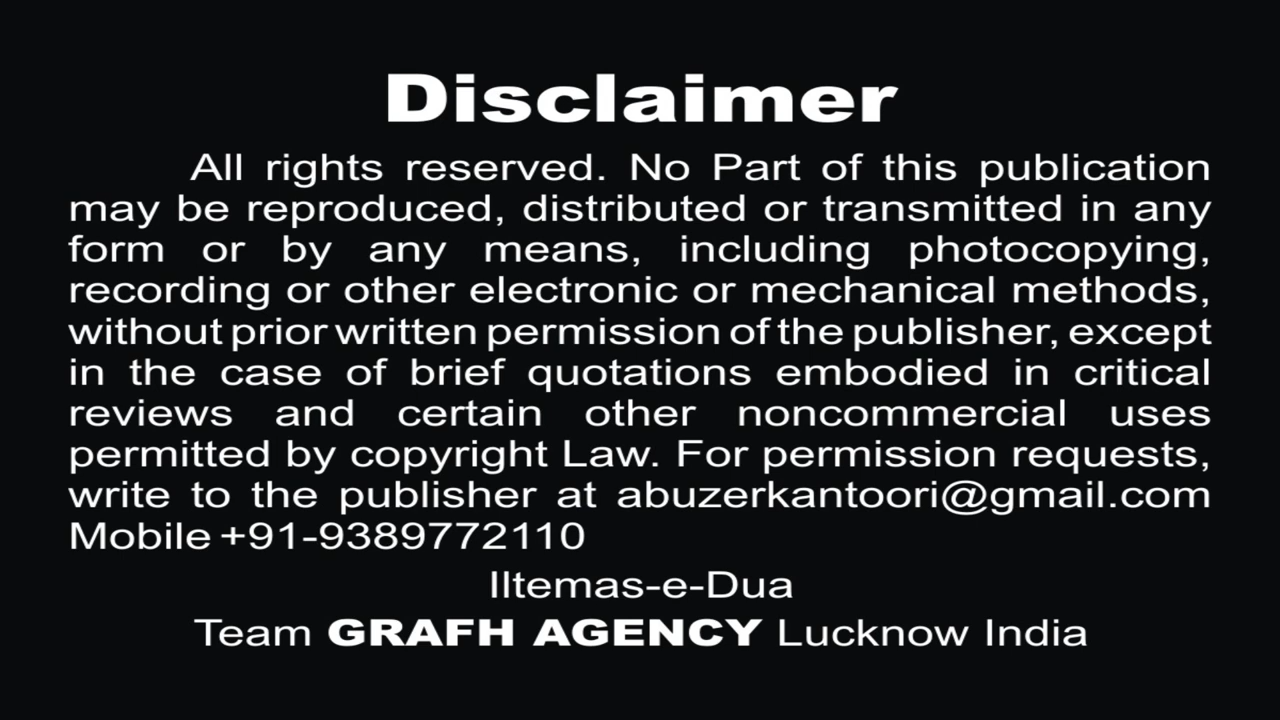 Disclaimer
All rights reserved. No Part of this publication
may be reproduced, distributed or transmitted in any
form or by any means, including photocopying,
recording or other electronic or mechanical methods,
without prior written permission of the publisher, except
in the case of brief quotations embodied in critical
reviews and certain other noncommercial uses
permitted by copyright Law. For permission requests,
write to the publisher at abuzerkantoori@gmail.com
Mobile +91-9389772110
IItemas-e-Dua
Team GRAFH AGENCY Lucknow India